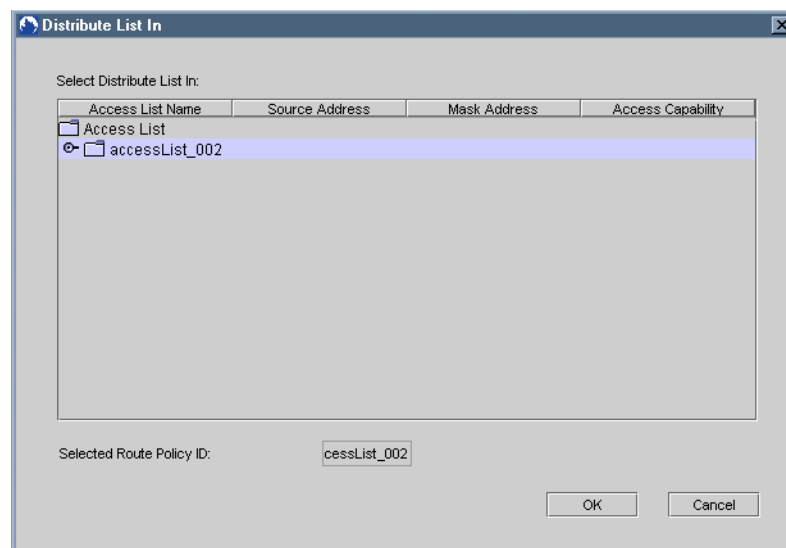 Distribute List In
Select Distribute List In:
Access List Name Source Address Mask Address Access Capability
Access List
accessList_002
Selected Route Policy ID: cessList_002
OK Cancel